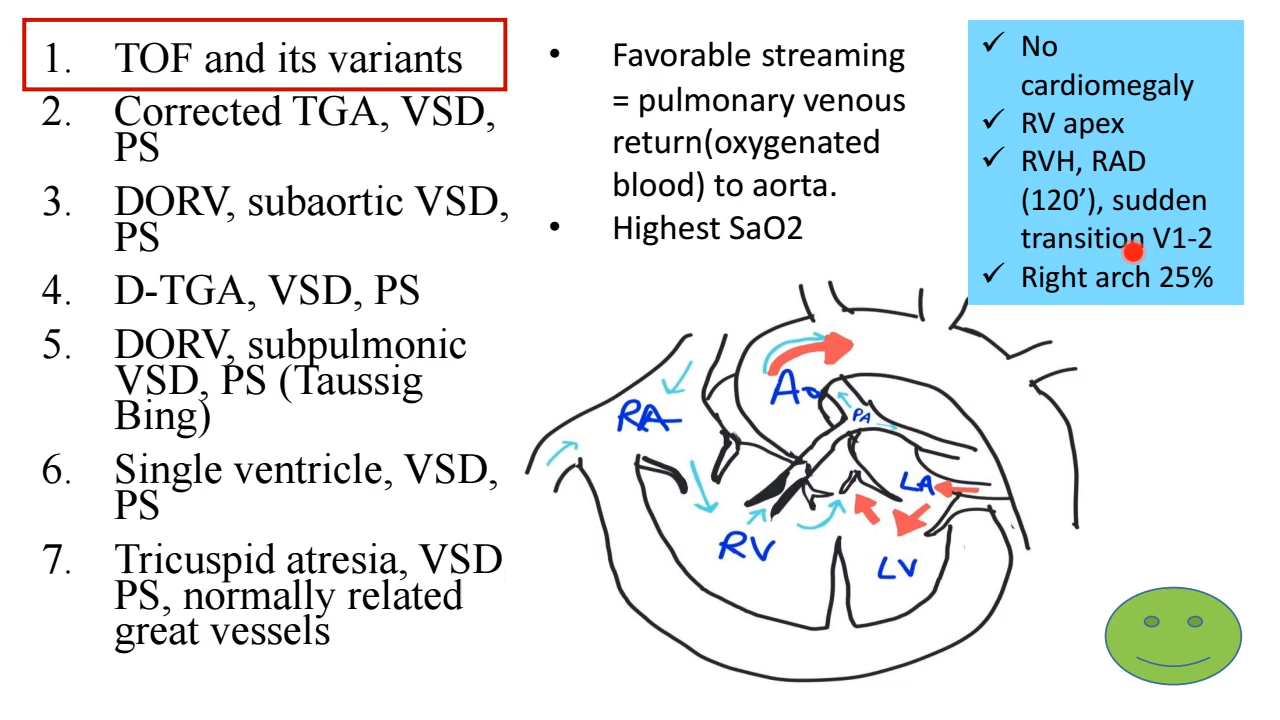 1. TOF and its variants
2. Corrected TGA, VSD,
PS
3. DORV, subaortic VSD,
PS
4. D-TGA, VSD, PS
5. DORV, subpulmonic
VSD, PS (Taussig
Bing)
6. Single ventricle, VSD,
PS
7. Tricuspid atresia, VSD
PS, normally related
great vessels
• Favorable streaming
= pulmonary venous
return(oxygenated
blood) to aorta.
• Highest SaO2
✓ No
cardiomegaly
✓ RV apex
✓ RVH, RAD
(120’), sudden
transition V1-2
✓ Right arch 25%
RA
Ao
PA
LA
RV
LV